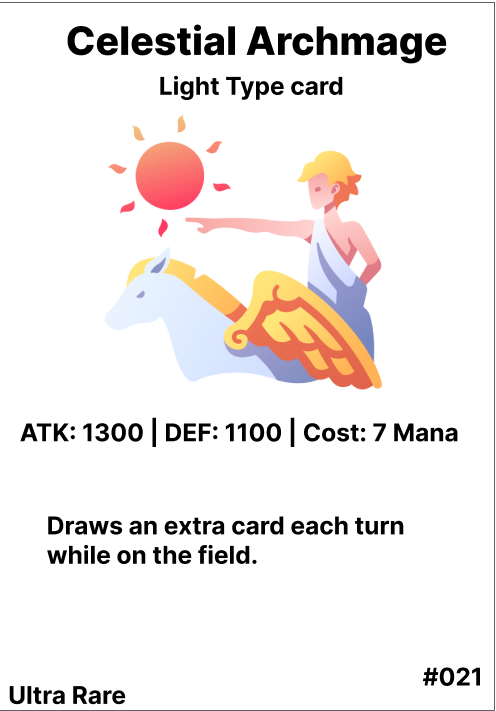 Celestial Archmage
Light Type card
ATK: 1300 | DEF: 1100 | Cost: 7 Mana
Draws an extra card each turn
while on the field.
#021
Ultra Rare